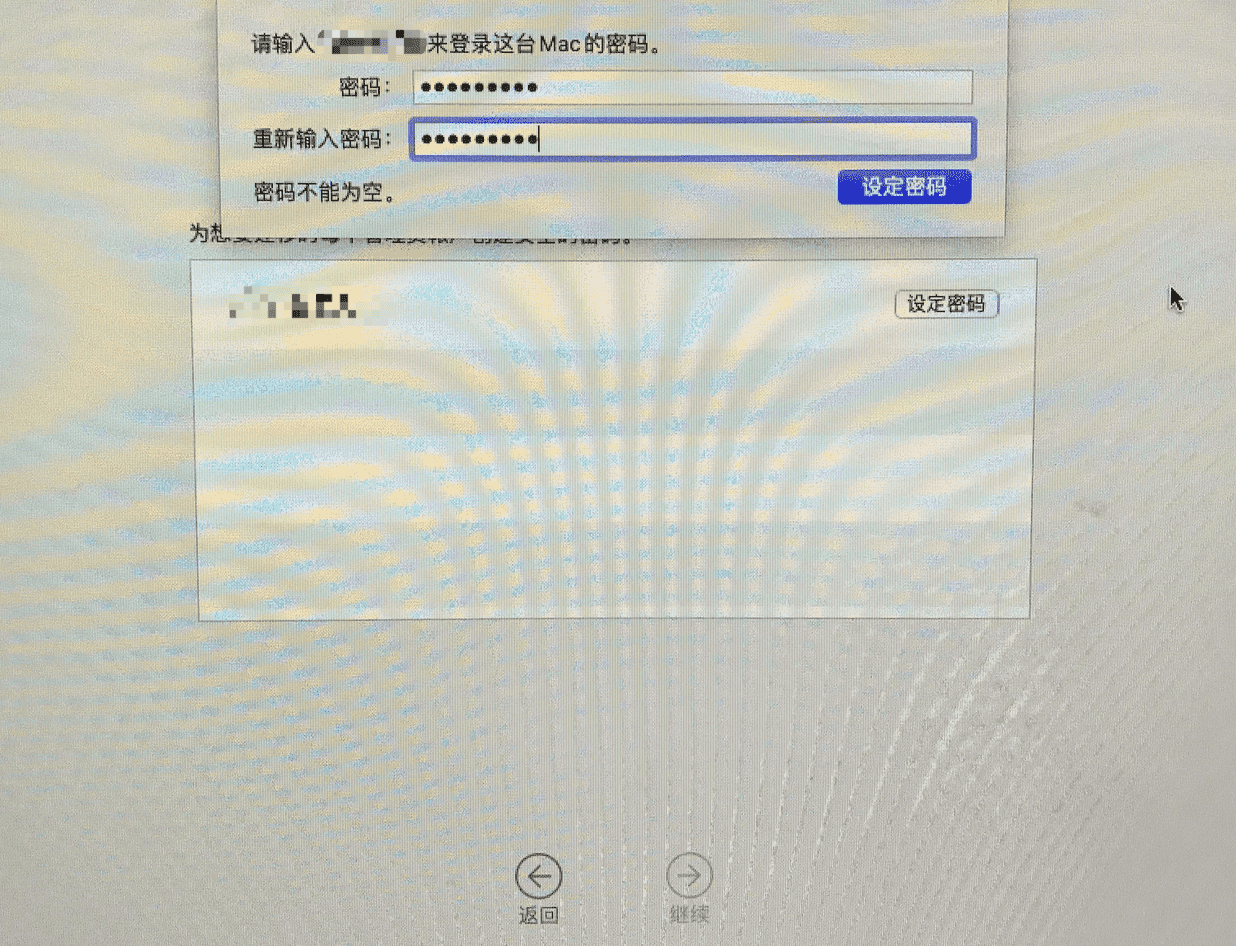 请输入来登录这台Mac的密码。
密码：
重新输入密码：
密码不能为空。
设定密码
为想要迁移的每个管理员帐户创建安全的密码。
设定密码
返回
继续